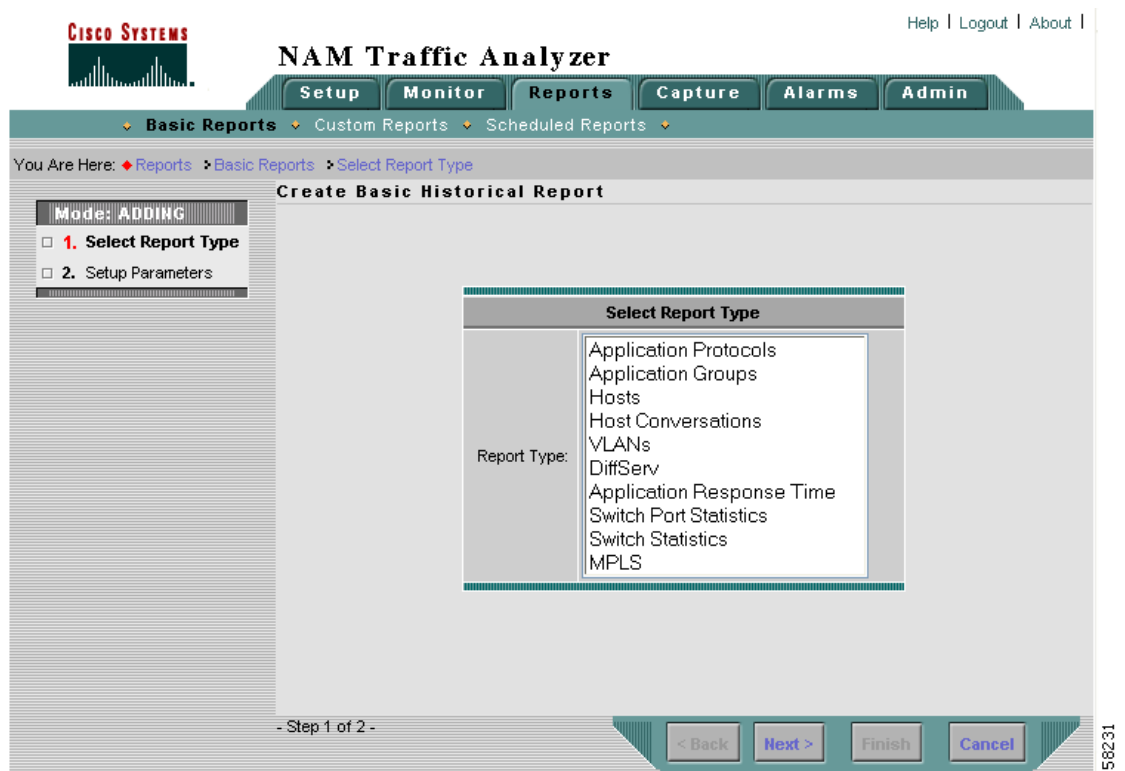 Help | Logout | About |
CISCO SYSTEMS
NAM Traffic Analyzer
Setup Monitor Reports Capture Alarms Admin
Basic Reports Custom Reports Scheduled Reports
You Are Here: Reports Basic Reports Select Report Type
Create Basic Historical Report
Mode: ADDING
1. Select Report Type
2. Setup Parameters
Select Report Type
Report Type:
Application Protocols
Application Groups
Hosts
Host Conversations
VLANs
DiffServ
Application Response Time
Switch Port Statistics
Switch Statistics
MPLS
- Step 1 of 2 -
< Back Next > Finish Cancel
58231